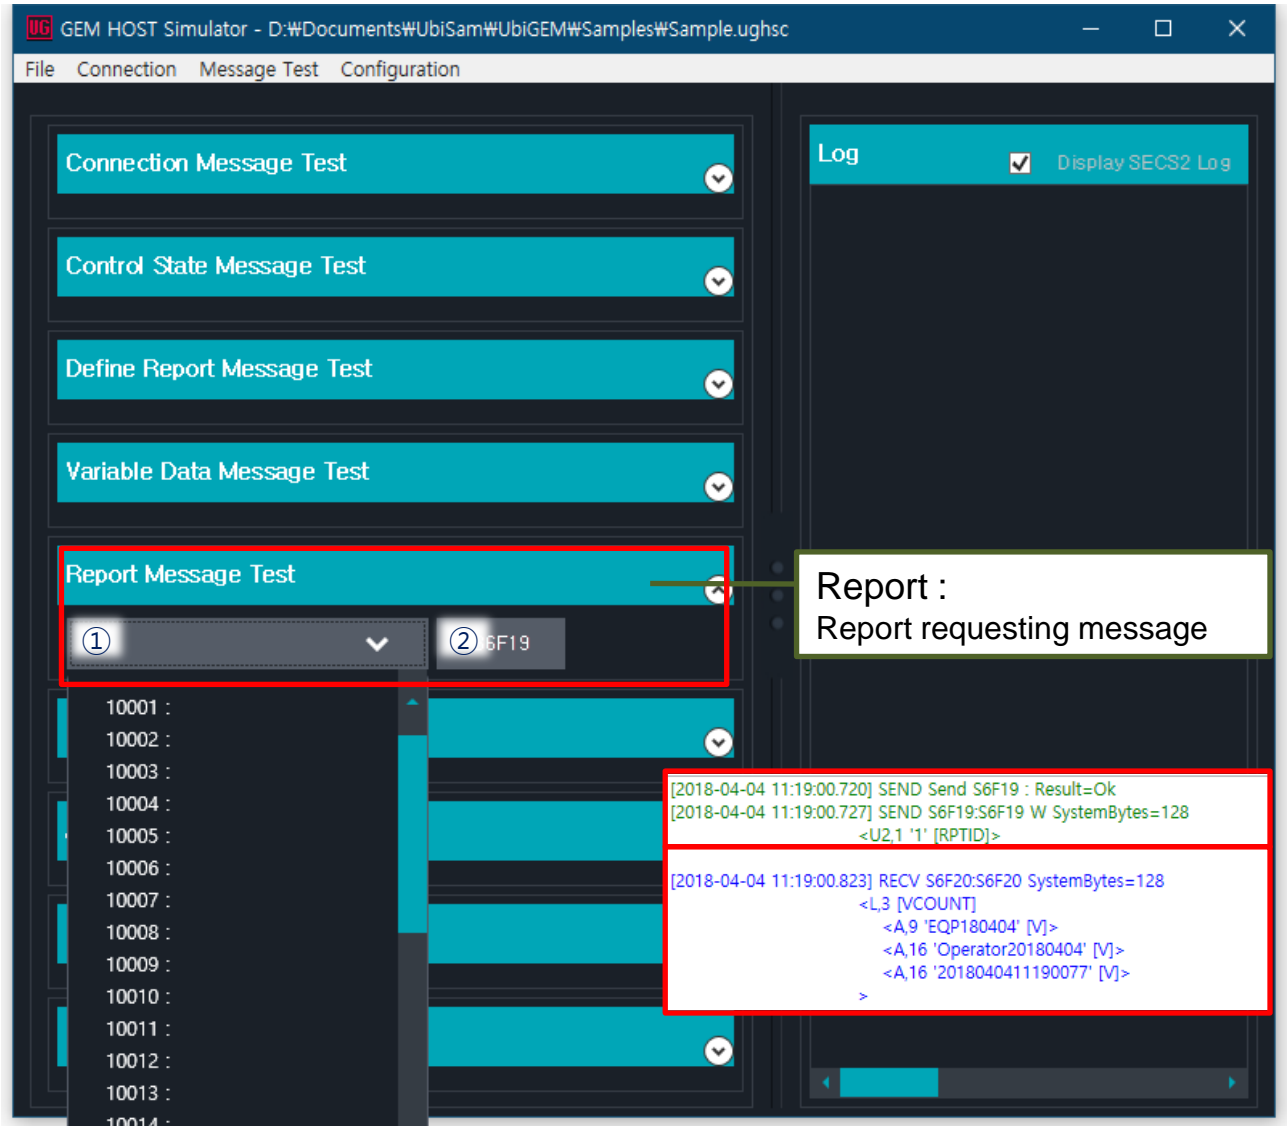 UG GEM HOST Simulator - D:₩Documents₩UbiSam₩UbiGEM₩Samples₩Sample.ughsc
File Connection Message Test Configuration
Connection Message Test
Control State Message Test
Define Report Message Test
Variable Data Message Test
Report Message Test
① ② S6F19
10001 :
10002 :
10003 :
10004 :
10005 :
10006 :
10007 :
10008 :
10009 :
10010 :
10011 :
10012 :
10013 :
10014 :
Log Display SECS2 Log
Report :
Report requesting message
[2018-04-04 11:19:00.720] SEND Send S6F19 : Result=Ok
[2018-04-04 11:19:00.727] SEND S6F19:S6F19 W SystemBytes=128
<U2,1 '1' [RPTID]>
[2018-04-04 11:19:00.823] RECV S6F20:S6F20 SystemBytes=128
<L,3 [VCOUNT]
<A,9 'EQP180404' [V]>
<A,16 'Operator20180404' [V]>
<A,16 '2018040411190077' [V]>
>